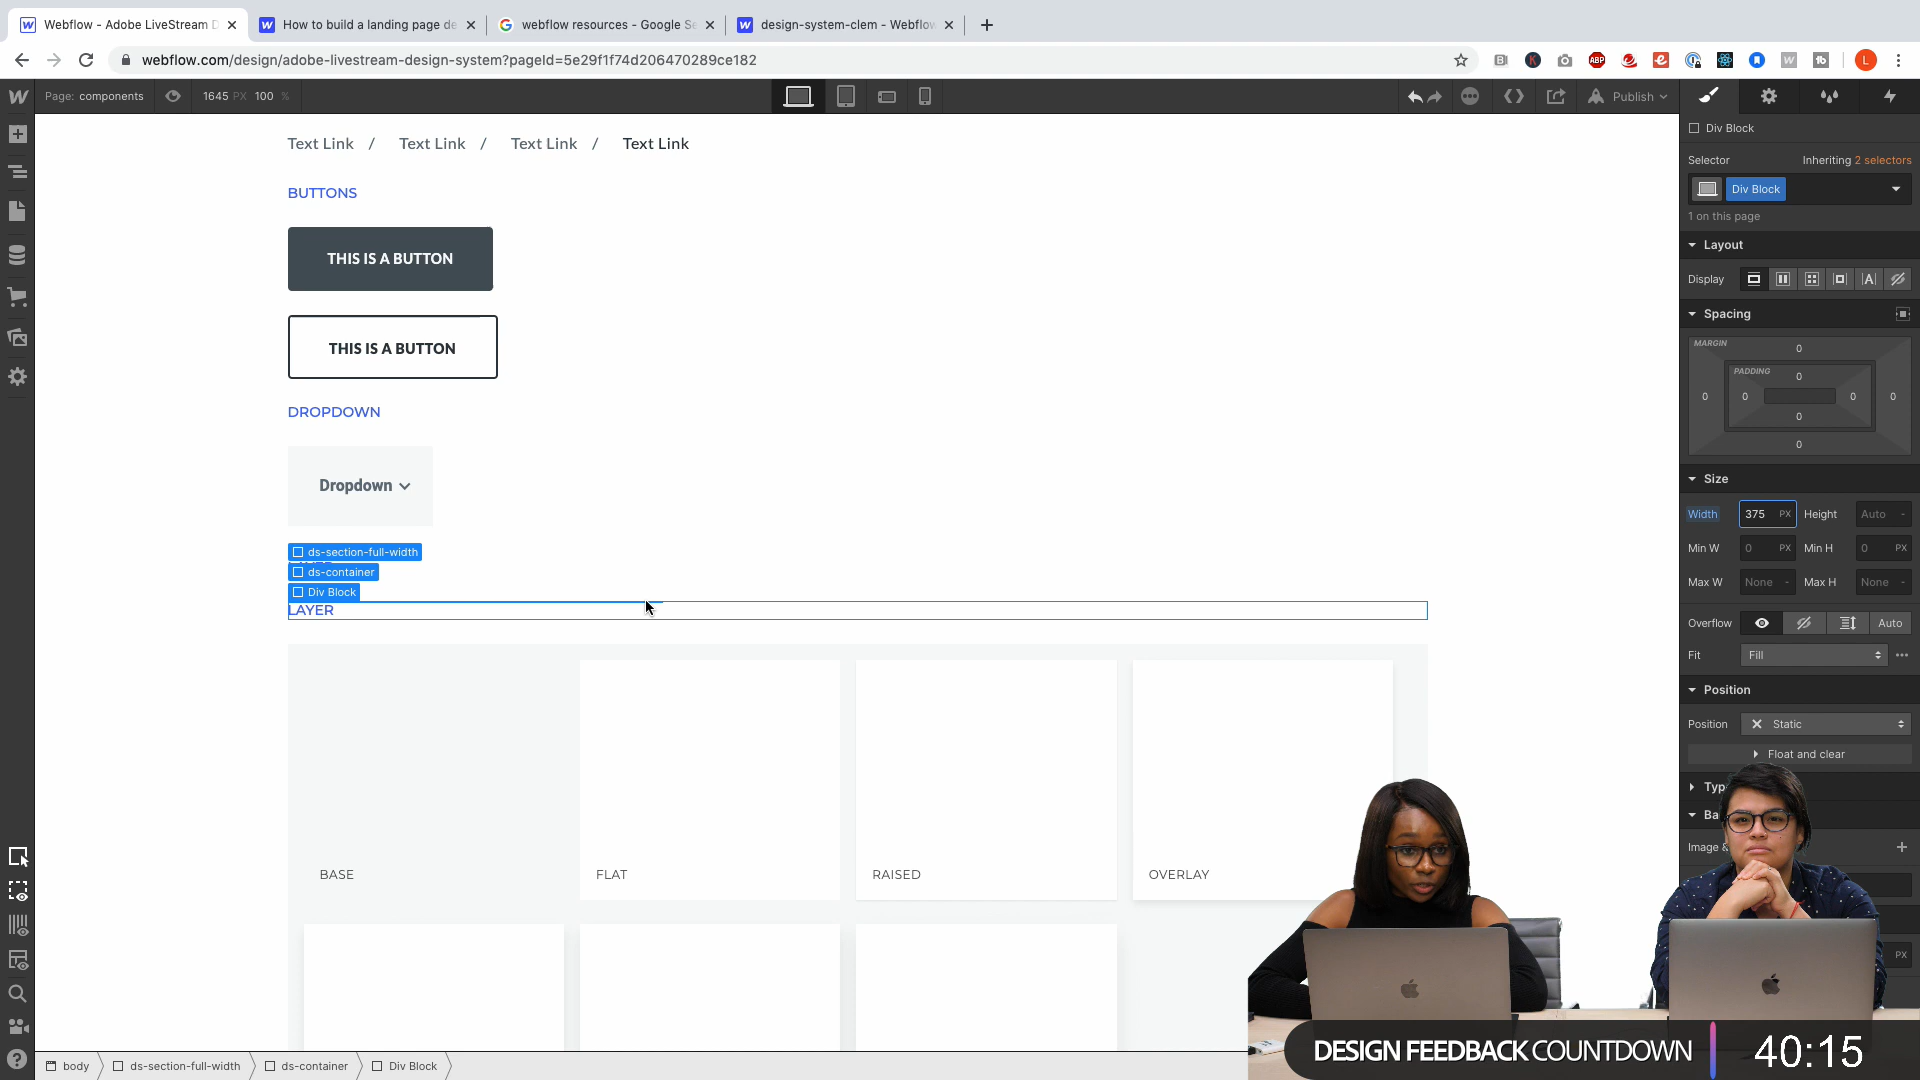 Webflow - Adobe LiveStream D
How to build a landing page de
webflow resources - Google Se
design-system-clem - Webflow
webflow.com/design/adobe-livestream-design-system?pageId=5e29f1f74d206470289ce182
ABP
L
Page: components
1645 PX 100 %
Publish
Text Link / Text Link / Text Link / Text Link
BUTTONS
THIS IS A BUTTON
THIS IS A BUTTON
DROPDOWN
Dropdown
ds-section-full-width
ds-container
Div Block
LAYER
BASE
FLAT
RAISED
OVERLAY
body
ds-section-full-width
ds-container
Div Block
Div Block
Selector
Inheriting 2 selectors
Div Block
1 on this page
Layout
Display
Spacing
MARGIN
0
PADDING
0
0 0 0 0
0
0
Size
Width 375 PX Height Auto -
Min W 0 PX Min H 0 PX
Max W None - Max H None -
Overflow Auto
Fit Fill
Position
Position Static
Float and clear
Typ
Ba
Image &
PX
DESIGN FEEDBACK COUNTDOWN
40:15